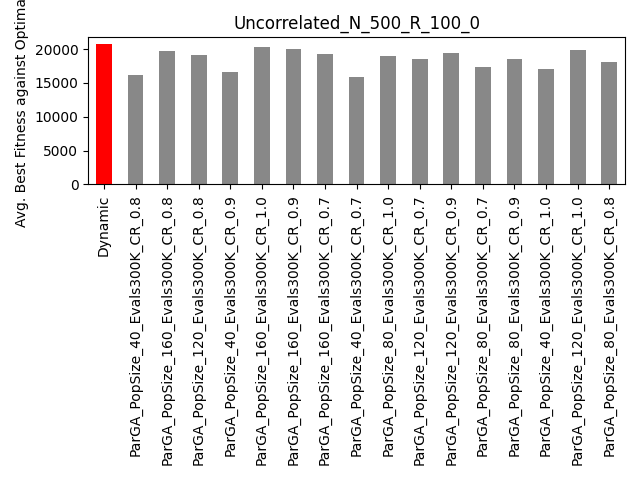 Uncorrelated_N_500_R_100_0
Avg. Best Fitness against Optima
20000
15000
10000
5000
0
Dynamic
ParGA_PopSize_40_Evals300K_CR_0.8
ParGA_PopSize_160_Evals300K_CR_0.8
ParGA_PopSize_120_Evals300K_CR_0.8
ParGA_PopSize_40_Evals300K_CR_0.9
ParGA_PopSize_160_Evals300K_CR_1.0
ParGA_PopSize_160_Evals300K_CR_0.9
ParGA_PopSize_160_Evals300K_CR_0.7
ParGA_PopSize_40_Evals300K_CR_0.7
ParGA_PopSize_80_Evals300K_CR_1.0
ParGA_PopSize_120_Evals300K_CR_0.7
ParGA_PopSize_120_Evals300K_CR_0.9
ParGA_PopSize_80_Evals300K_CR_0.7
ParGA_PopSize_80_Evals300K_CR_0.9
ParGA_PopSize_40_Evals300K_CR_1.0
ParGA_PopSize_120_Evals300K_CR_1.0
ParGA_PopSize_80_Evals300K_CR_0.8